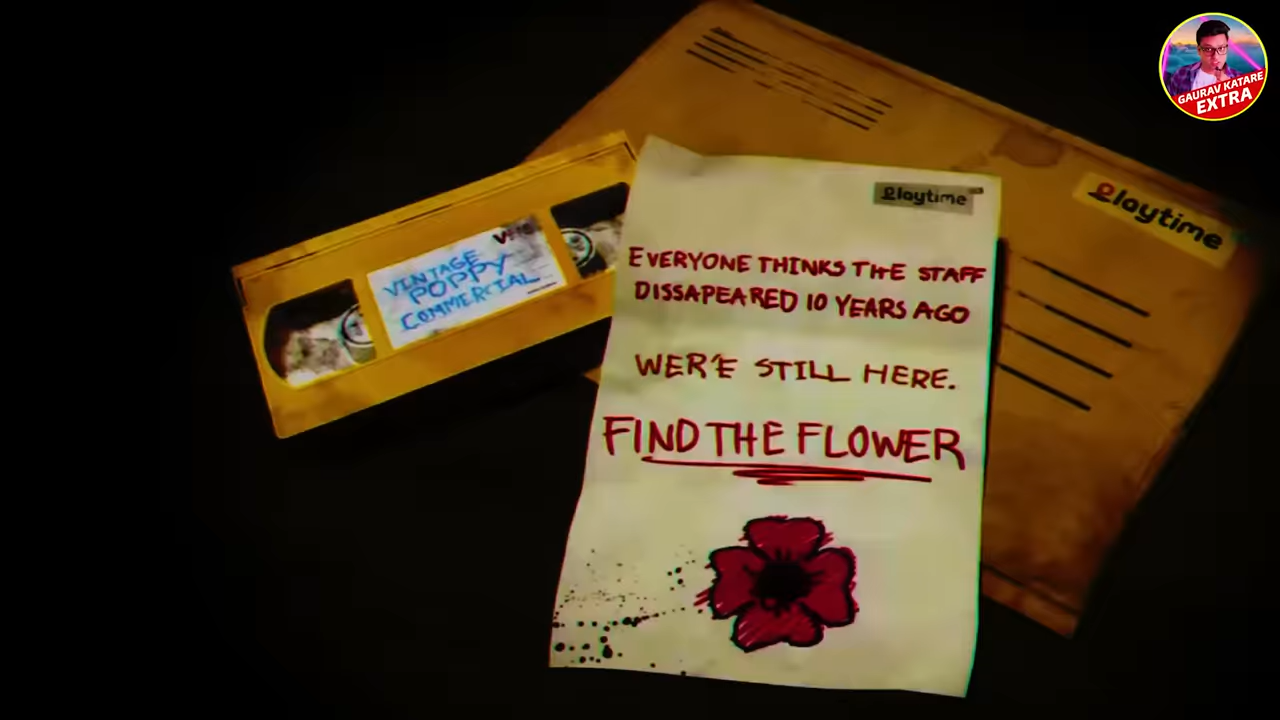 GAURAV KATARE
EXTRA
Playtime
Playtime
VINTAGE
POPPY
COMMERCIAL
EVERYONE THINKS THE STAFF
DISSAPEARED 10 YEARS AGO
WER'E STILL HERE.
FIND THE FLOWER